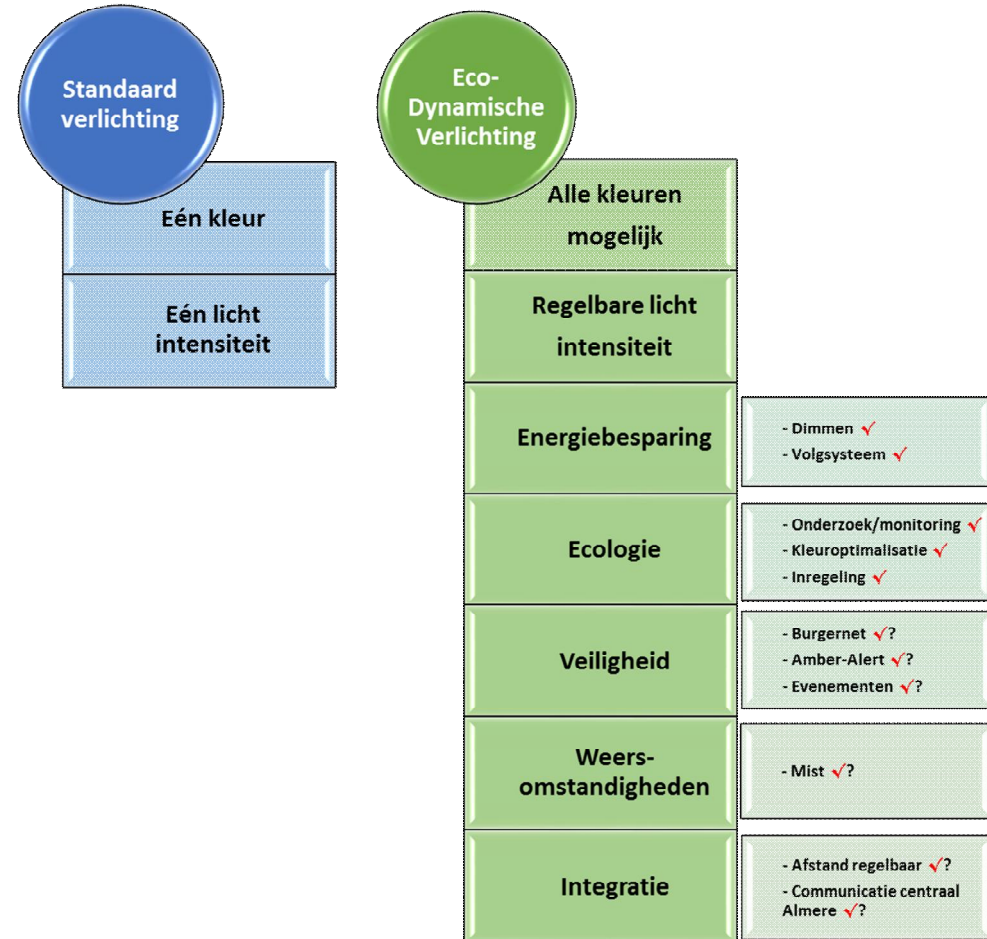 Standaard
verlichting
Eén kleur
Eén licht
intensiteit
Eco-
Dynamische
Verlichting
Alle kleuren
mogelijk
Regelbare licht
intensiteit
Energiebesparing
- Dimmen ✓
- Volgsysteem ✓
Ecologie
- Onderzoek/monitoring ✓
- Kleuroptimalisatie ✓
- Inregeling ✓
Veiligheid
- Burgernet ✓?
- Amber-Alert ✓?
- Evenementen ✓?
Weers-
omstandigheden
- Mist ✓?
Integratie
- Afstand regelbaar ✓?
- Communicatie centraal
Almere ✓?